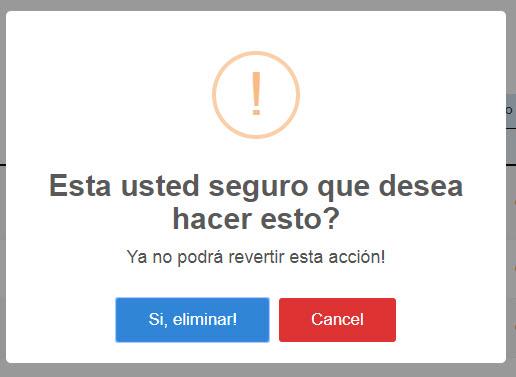 !
Esta usted seguro que desea
hacer esto?
Ya no podrá revertir esta acción!
Si, eliminar!
Cancel
o